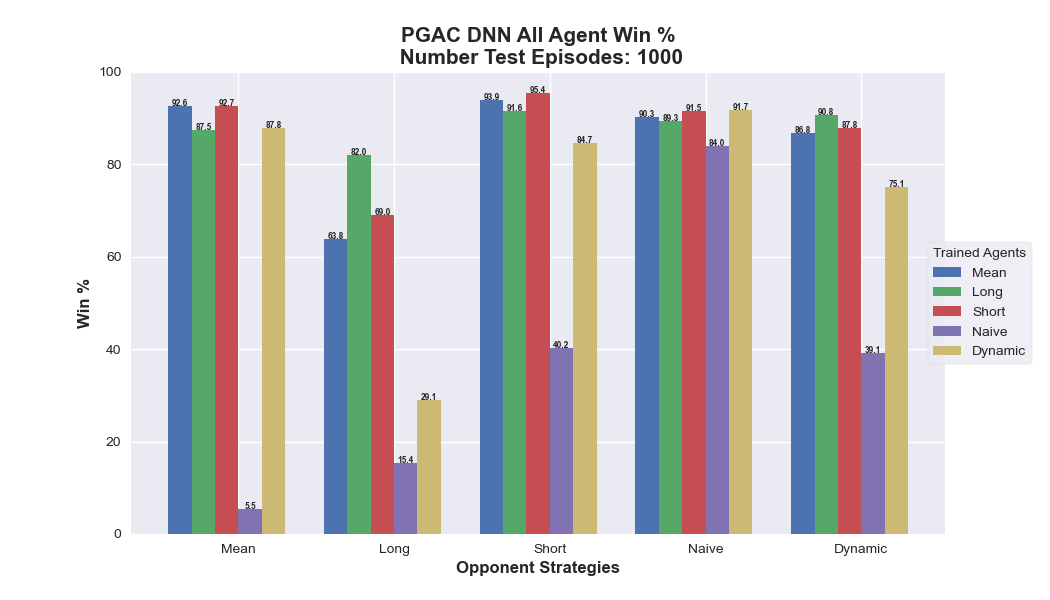 PGAC DNN All Agent Win %
Number Test Episodes: 1000
Win %
100
80
60
40
20
0
92.6
87.5
92.7
5.5
87.8
63.8
82.0
69.0
15.4
29.1
93.9
91.6
95.4
40.2
84.7
90.3
89.3
91.5
84.0
91.7
86.8
90.8
87.8
39.1
75.1
Mean
Long
Short
Naive
Dynamic
Opponent Strategies
Trained Agents
Mean
Long
Short
Naive
Dynamic